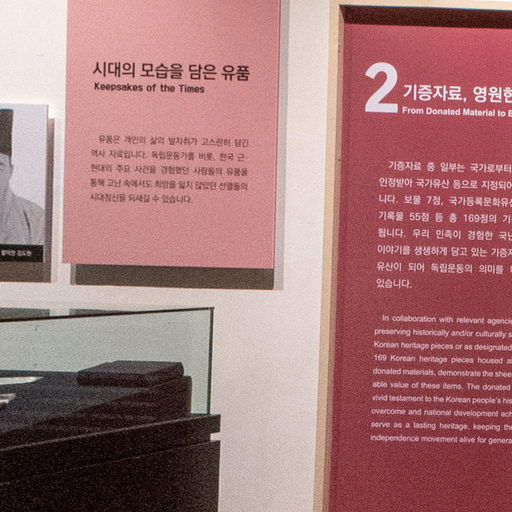 시대의 모습을 담은 유품
Keepsakes of the Times
유품은 개인의 삶의 발자취가 고스란히 담긴
역사 자료입니다. 독립운동가를 비롯, 한국 근·
현대의 주요 사건을 경험했던 사람들의 유품을
통해 고난 속에서도 희망을 잃지 않았던 선열들의
시대정신을 되새길 수 있습니다.
2 기증자료, 영원한
From Donated Material to
기증자료 중 일부는 국가로부터
인정받아 국가유산 등으로 지정되어
니다. 보물 7점, 국가등록문화유산
기록물 55점 등 총 169점의 기
됩니다. 우리 민족이 경험한 국난
이야기를 생생하게 담고 있는 기증자
유산이 되어 독립운동의 의미를
있습니다.
In collaboration with relevant agencie
preserving historically and/or culturally s
Korean heritage pieces or as designated
169 Korean heritage pieces housed a
donated materials, demonstrate the shee
able value of these items. The donated
vivid testament to the Korean people's his
overcome and national development ach
serve as a lasting heritage, keeping the
independence movement alive for genera